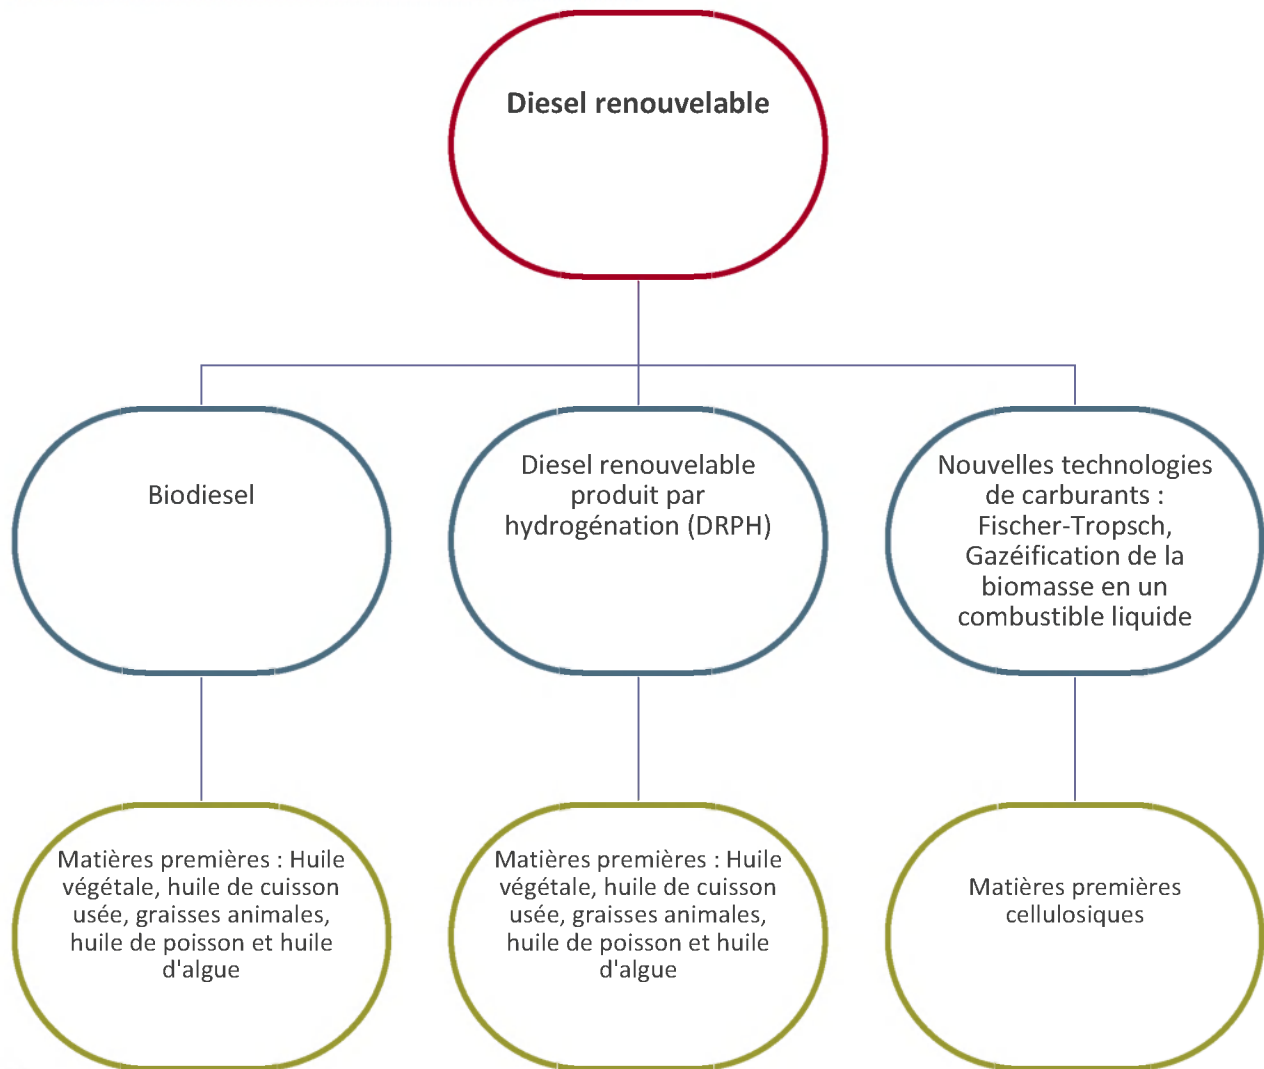 Diesel renouvelable
Biodiesel
Diesel renouvelable
produit par
hydrogénation (DRPH)
Nouvelles technologies
de carburants :
Fischer-Tropsch,
Gazéification de la
biomasse en un
combustible liquide
Matières premières : Huile
végétale, huile de cuisson
usée, graisses animales,
huile de poisson et huile
d'algue
Matières premières : Huile
végétale, huile de cuisson
usée, graisses animales,
huile de poisson et huile
d'algue
Matières premières
cellulosiques